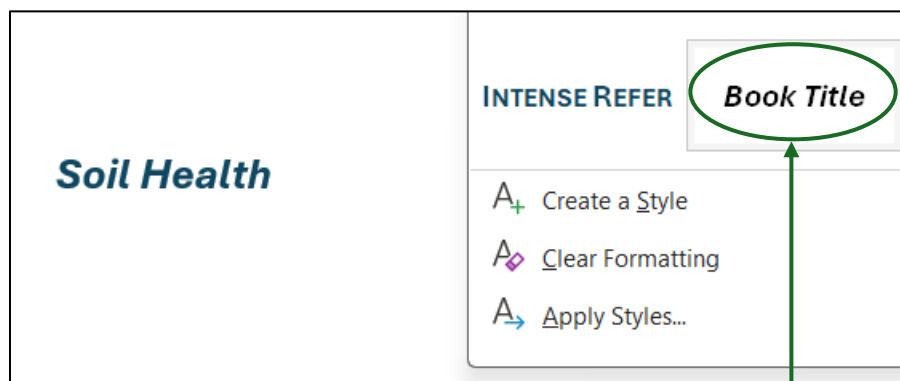 INTENSE REFER
Book Title
Soil Health
Create a Style
Clear Formatting
Apply Styles...